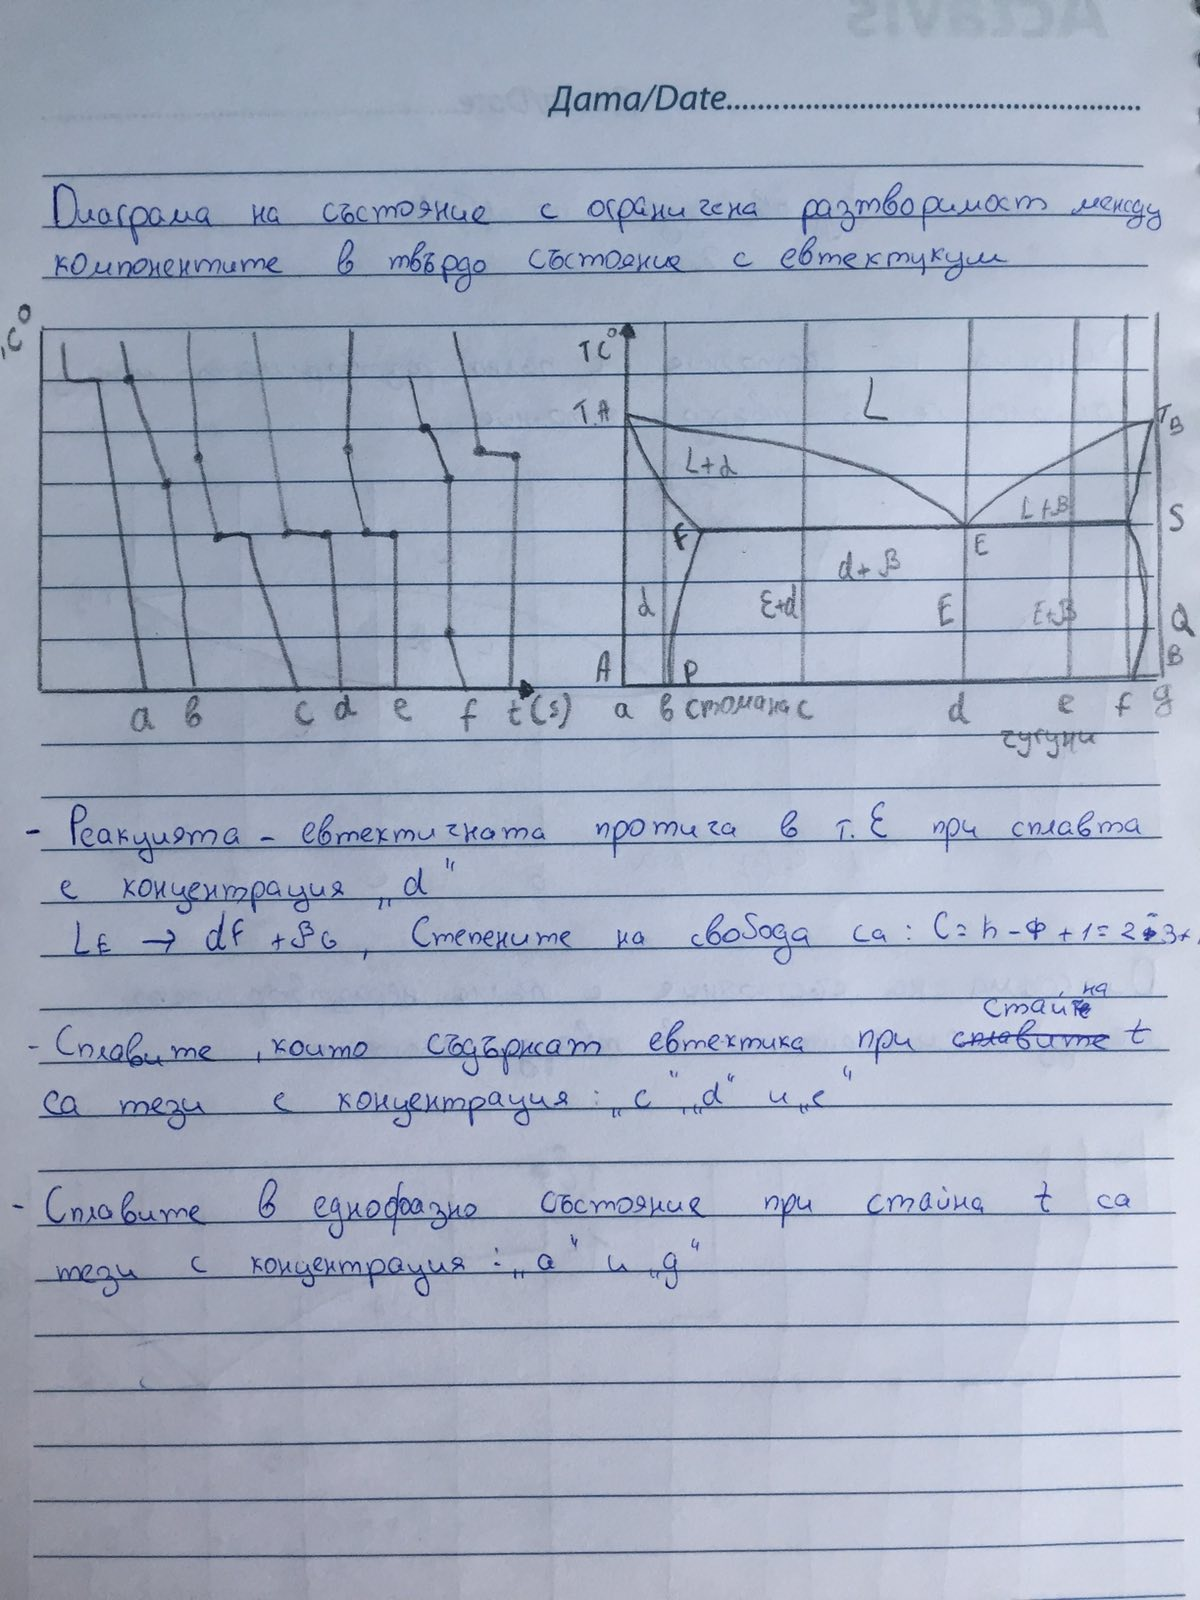 Дата/Date
Диаграма на състояние с ограничена разтворимост между
компонентите в твърдо състояние с евтектикум
C°
T C°
L
T.A
TB
L+α
L+β
S
F
E
α+β
α
E+α
E
E+β
Q
B
A
P
a в c d e f t(s)
a в стомана c d e f g
чугуни
- Реакцията - евтектичната протича в т. E при сплавта
с концентрация „d"
LE → αF + βG, Степените на свобода са: C= k - Ф + 1= 2-3+
- Сплавите, които съдържат евтектика при стайна t
са тези с концентрация: „c" „d" и „e"
- Сплавите в еднофазно състояние при стайна t са
тези с концентрация: „a" и „g"